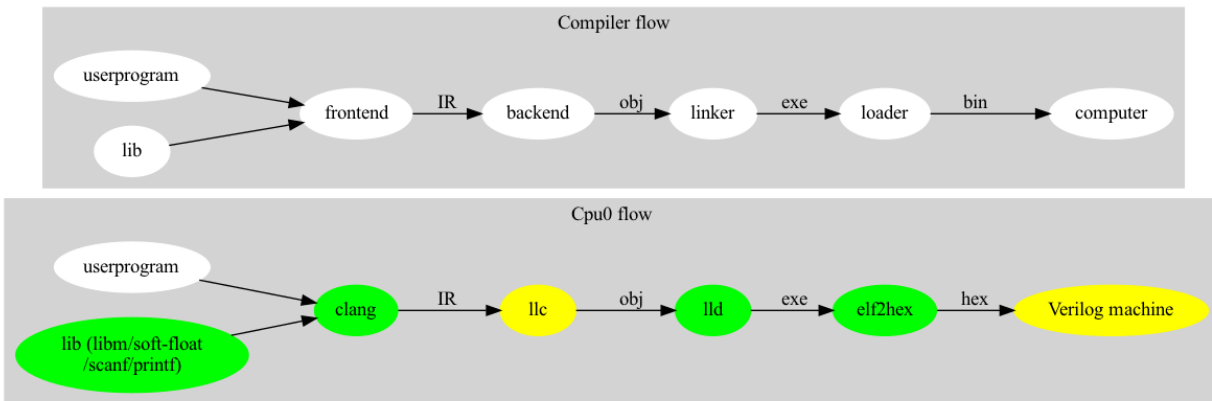 Compiler flow
userprogram
lib
frontend
IR
backend
obj
linker
exe
loader
bin
computer
Cpu0 flow
userprogram
lib (libm/soft-float
/scanf/printf)
clang
IR
llc
obj
lld
exe
elf2hex
hex
Verilog machine